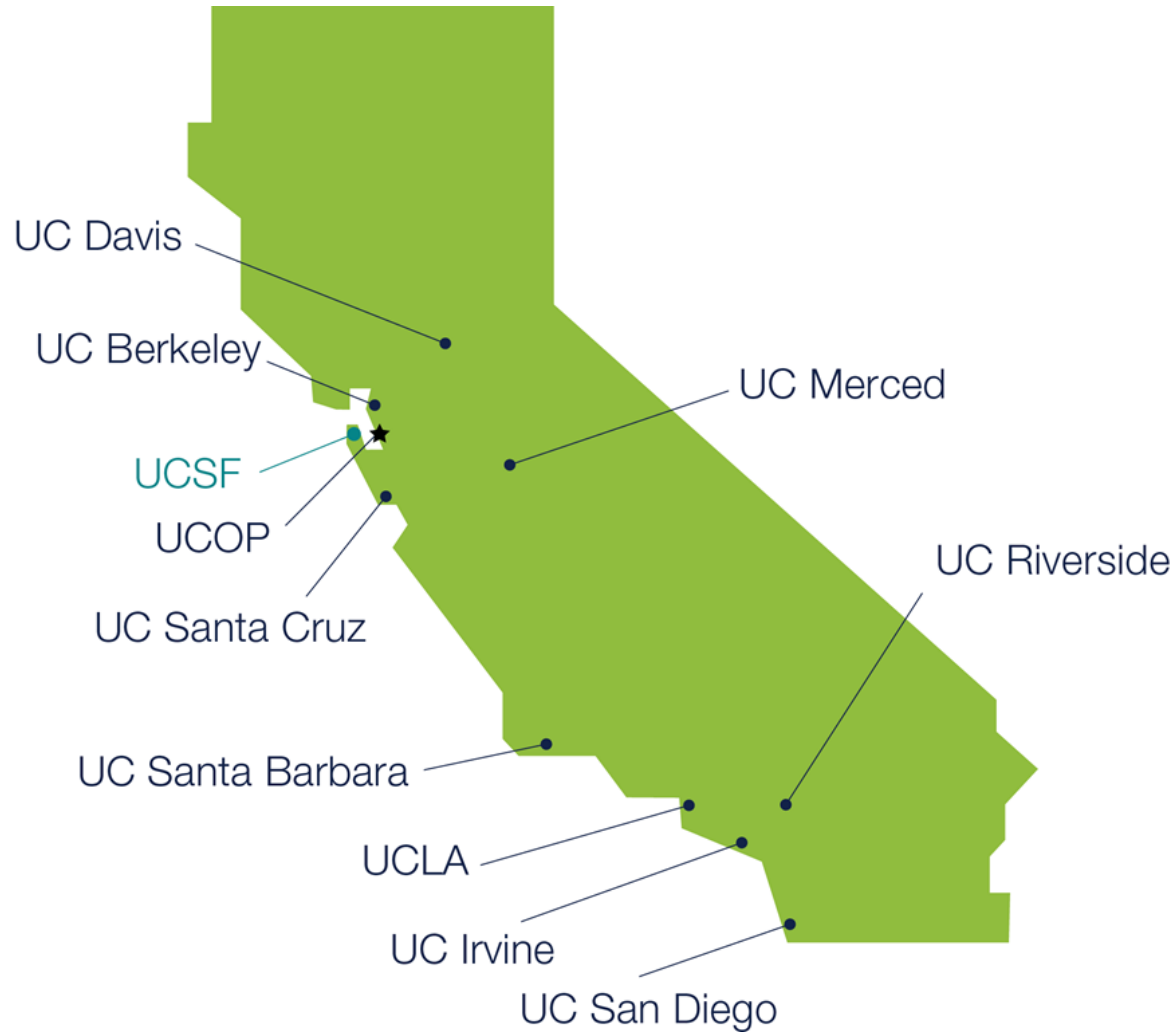 UC Davis
UC Berkeley
UC Merced
UCSF
UCOP
UC Riverside
UC Santa Cruz
UC Santa Barbara
UCLA
UC Irvine
UC San Diego